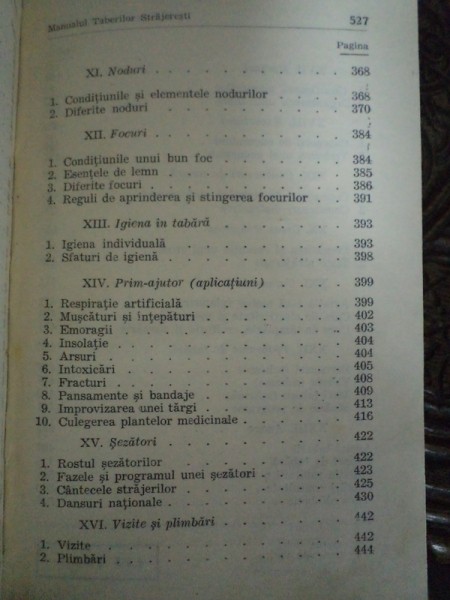 Manualul Taberilor Străjerești 527
Pagina
XI. Noduri . . . . . . . . . . 368
1. Condițiunile și elementele nodurilor . . . . 368
2. Diferite noduri . . . . . . . . . . 370
XII. Focuri . . . . . . . . . . 384
1. Condițiunile unui bun foc . . . . . . . 384
2. Esențele de lemn . . . . . . . . . . 385
3. Diferite focuri . . . . . . . . . . 386
4. Reguli de aprinderea și stingerea focurilor . . 391
XIII. Igiena în tabără . . . . . . . 393
1. Igiena individuală . . . . . . . . . 393
2. Sfaturi de igienă . . . . . . . . . 398
XIV. Prim-ajutor (aplicațiuni) . . . . 399
1. Respirație artificială . . . . . . . . 399
2. Mușcături și înțepături . . . . . . . 402
3. Emoragii . . . . . . . . . . . 403
4. Insolație . . . . . . . . . . . 404
5. Arsuri . . . . . . . . . . . . 404
6. Intoxicări . . . . . . . . . . . 405
7. Fracturi . . . . . . . . . . . 408
8. Pansamente și bandaje . . . . . . . 409
9. Improvizarea unei tărgi . . . . . . . 413
10. Culegerea plantelor medicinale . . . . . 416
XV. Șezători . . . . . . . . . . 422
1. Rostul șezătorilor . . . . . . . . . 422
2. Fazele și programul unei șezători . . . . 423
3. Cântecele străjerilor . . . . . . . . 425
4. Dansuri naționale . . . . . . . . . 430
XVI. Vizite și plimbări . . . . . . . 442
1. Vizite . . . . . . . . . . . . 442
2. Plimbări . . . . . . . . . . . 444